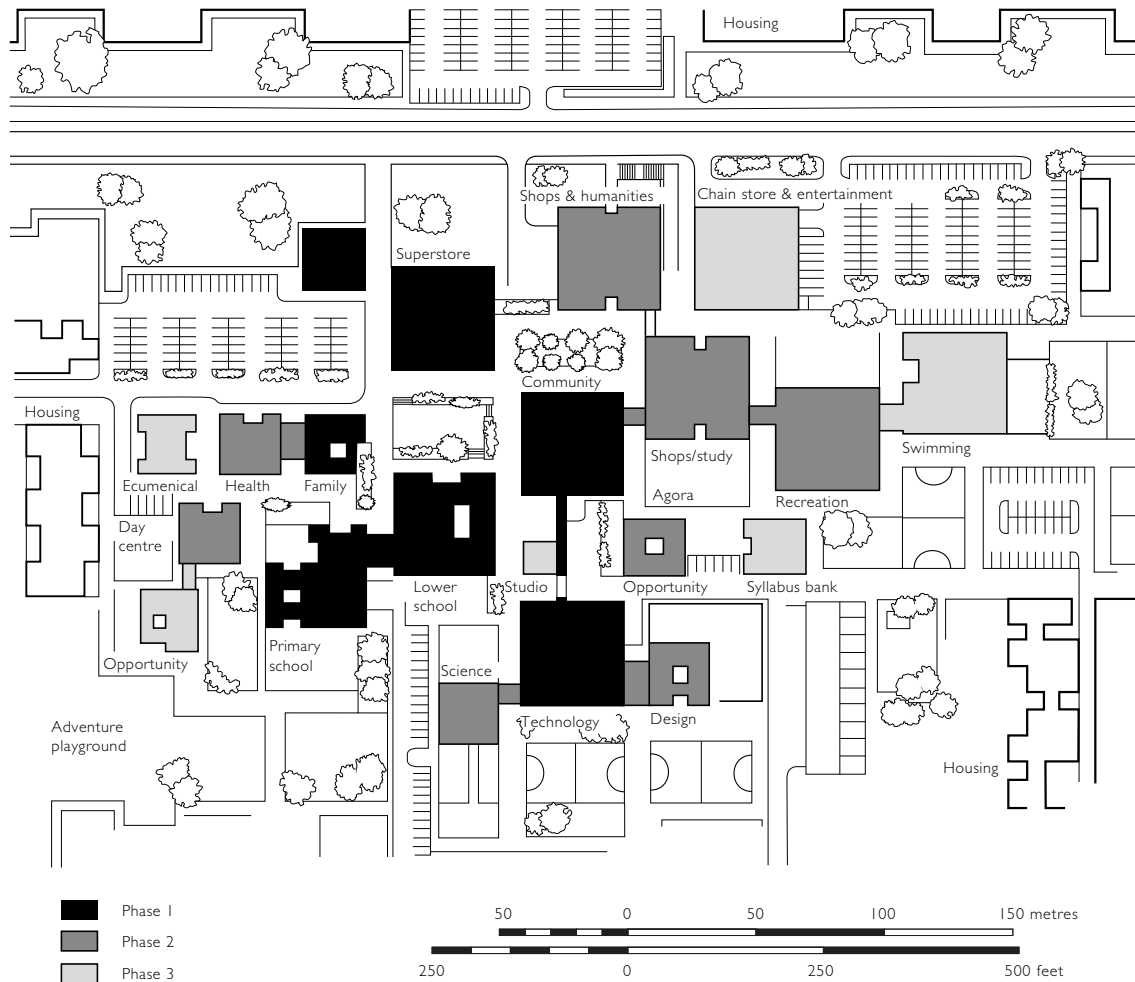 Housing
Shops & humanities
Chain store & entertainment
Superstore
Community
Housing
Swimming
Shops/study
Ecumenical
Health
Family
Agora
Recreation
Day
centre
Lower
school
Studio
Opportunity
Syllabus bank
Primary
school
Opportunity
Science
Technology
Design
Adventure
playground
Housing
Phase 1
Phase 2
Phase 3
50 0 50 100 150 metres
250 0 250 500 feet